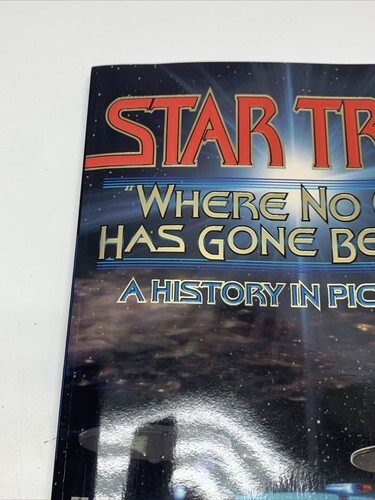 STAR TR
"WHERE NO
HAS GONE BE
A HISTORY IN PIC